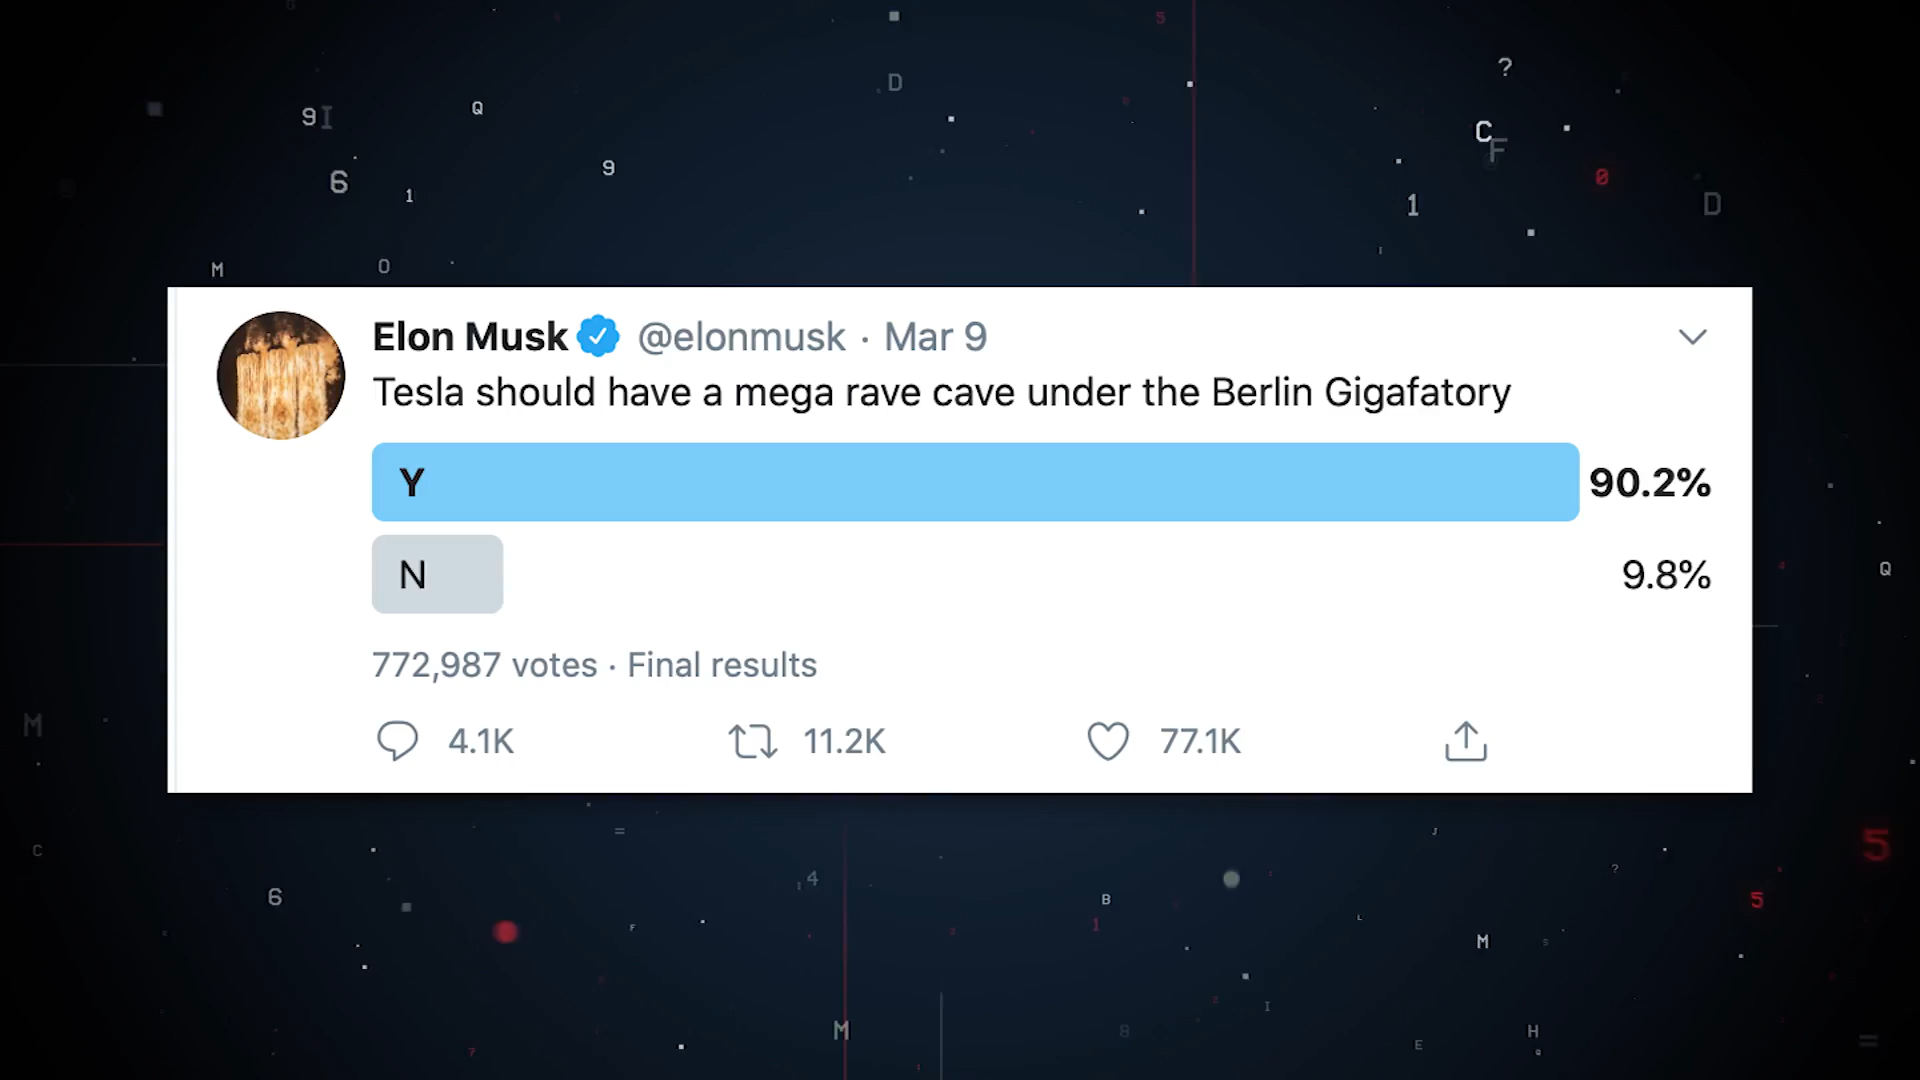 Elon Musk @elonmusk · Mar 9
Tesla should have a mega rave cave under the Berlin Gigafatory
Y 90.2%
N 9.8%
772,987 votes · Final results
4.1K 11.2K 77.1K